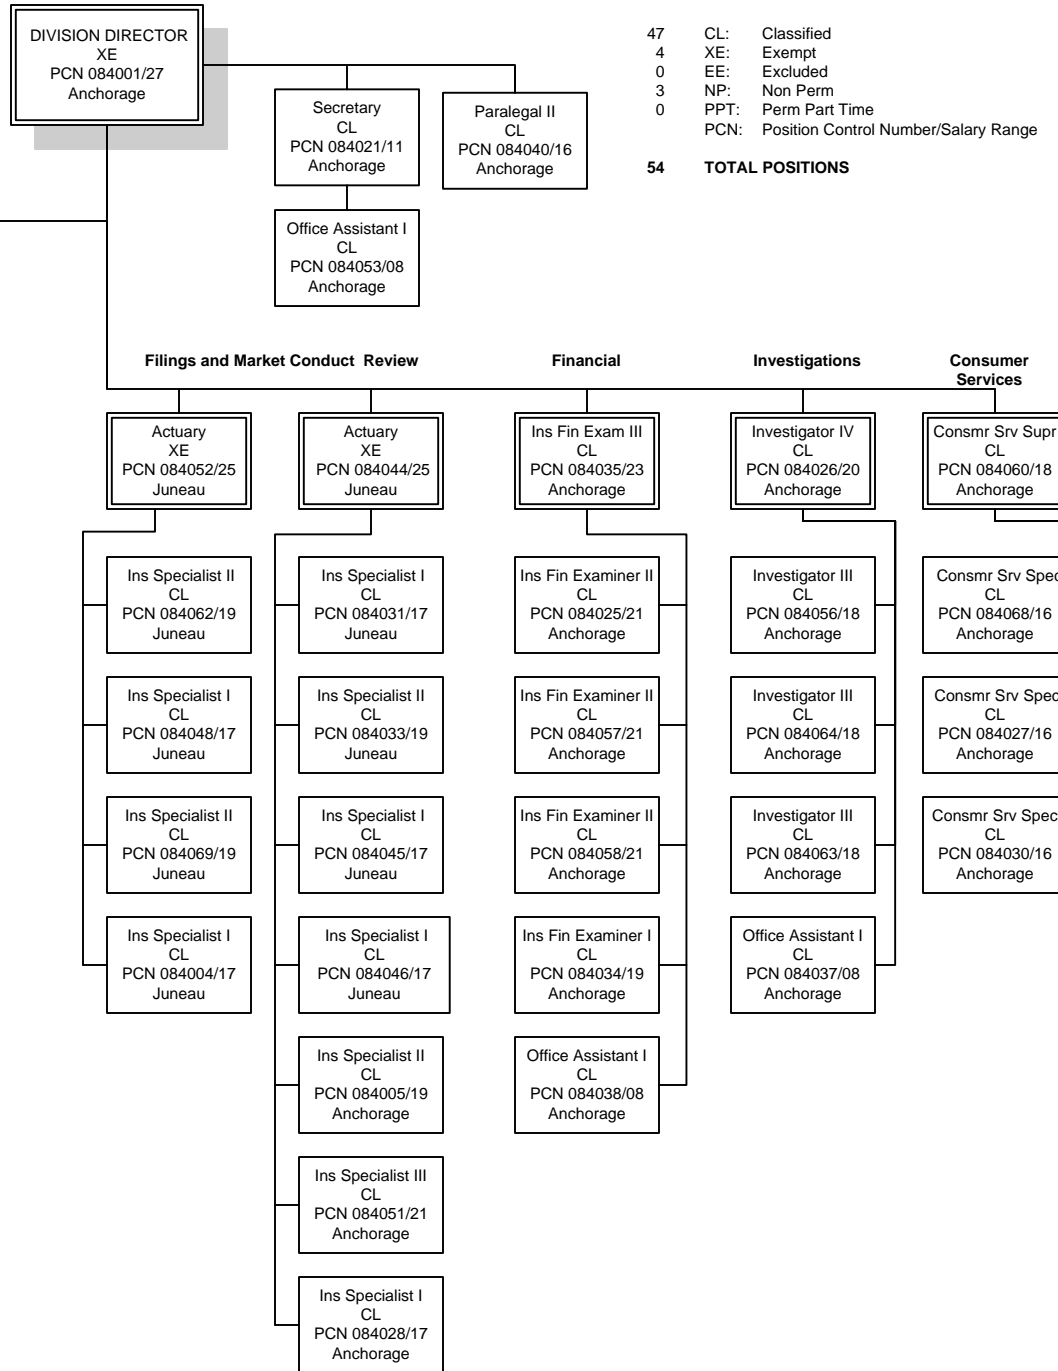 DIVISION DIRECTOR
XE
PCN 084001/27
Anchorage
Secretary
CL
PCN 084021/11
Anchorage
Paralegal II
CL
PCN 084040/16
Anchorage
Office Assistant I
CL
PCN 084053/08
Anchorage
47 CL: Classified
4 XE: Exempt
0 EE: Excluded
3 NP: Non Perm
0 PPT: Perm Part Time
PCN: Position Control Number/Salary Range
54 TOTAL POSITIONS
Filings and Market Conduct Review
Actuary
XE
PCN 084052/25
Juneau
Ins Specialist II
CL
PCN 084062/19
Juneau
Ins Specialist I
CL
PCN 084048/17
Juneau
Ins Specialist II
CL
PCN 084069/19
Juneau
Ins Specialist I
CL
PCN 084004/17
Juneau
Actuary
XE
PCN 084044/25
Juneau
Ins Specialist I
CL
PCN 084031/17
Juneau
Ins Specialist II
CL
PCN 084033/19
Juneau
Ins Specialist I
CL
PCN 084045/17
Juneau
Ins Specialist I
CL
PCN 084046/17
Juneau
Ins Specialist II
CL
PCN 084005/19
Anchorage
Ins Specialist III
CL
PCN 084051/21
Anchorage
Ins Specialist I
CL
PCN 084028/17
Anchorage
Financial
Ins Fin Exam III
CL
PCN 084035/23
Anchorage
Ins Fin Examiner II
CL
PCN 084025/21
Anchorage
Ins Fin Examiner II
CL
PCN 084057/21
Anchorage
Ins Fin Examiner II
CL
PCN 084058/21
Anchorage
Ins Fin Examiner I
CL
PCN 084034/19
Anchorage
Office Assistant I
CL
PCN 084038/08
Anchorage
Investigations
Investigator IV
CL
PCN 084026/20
Anchorage
Investigator III
CL
PCN 084056/18
Anchorage
Investigator III
CL
PCN 084064/18
Anchorage
Investigator III
CL
PCN 084063/18
Anchorage
Office Assistant I
CL
PCN 084037/08
Anchorage
Consumer
Services
Consmr Srv Supr
CL
PCN 084060/18
Anchorage
Consmr Srv Spec
CL
PCN 084068/16
Anchorage
Consmr Srv Spec
CL
PCN 084027/16
Anchorage
Consmr Srv Spec
CL
PCN 084030/16
Anchorage